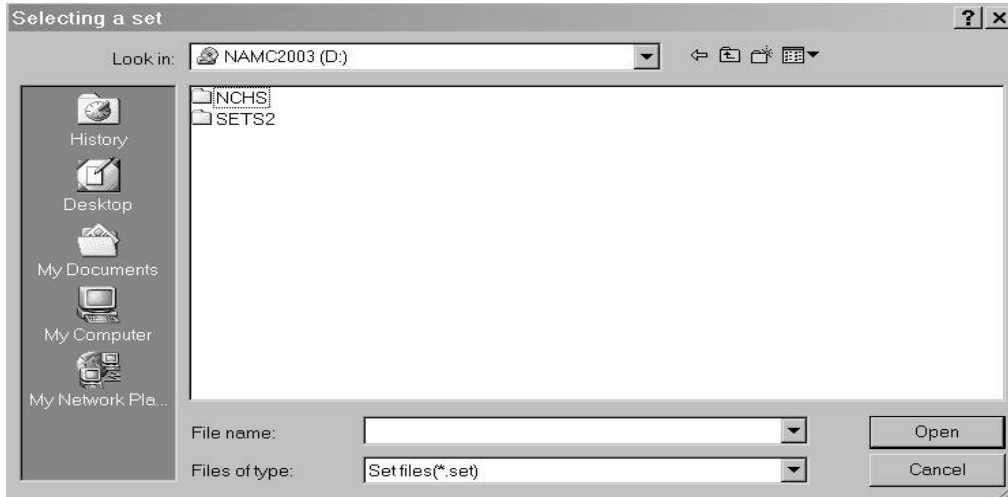 Selecting a set
Look in: NAMC2003 (D:)
NCHS
SETS2
History
Desktop
My Documents
My Computer
My Network Pla...
File name:
Open
Files of type: Set files(*.set)
Cancel